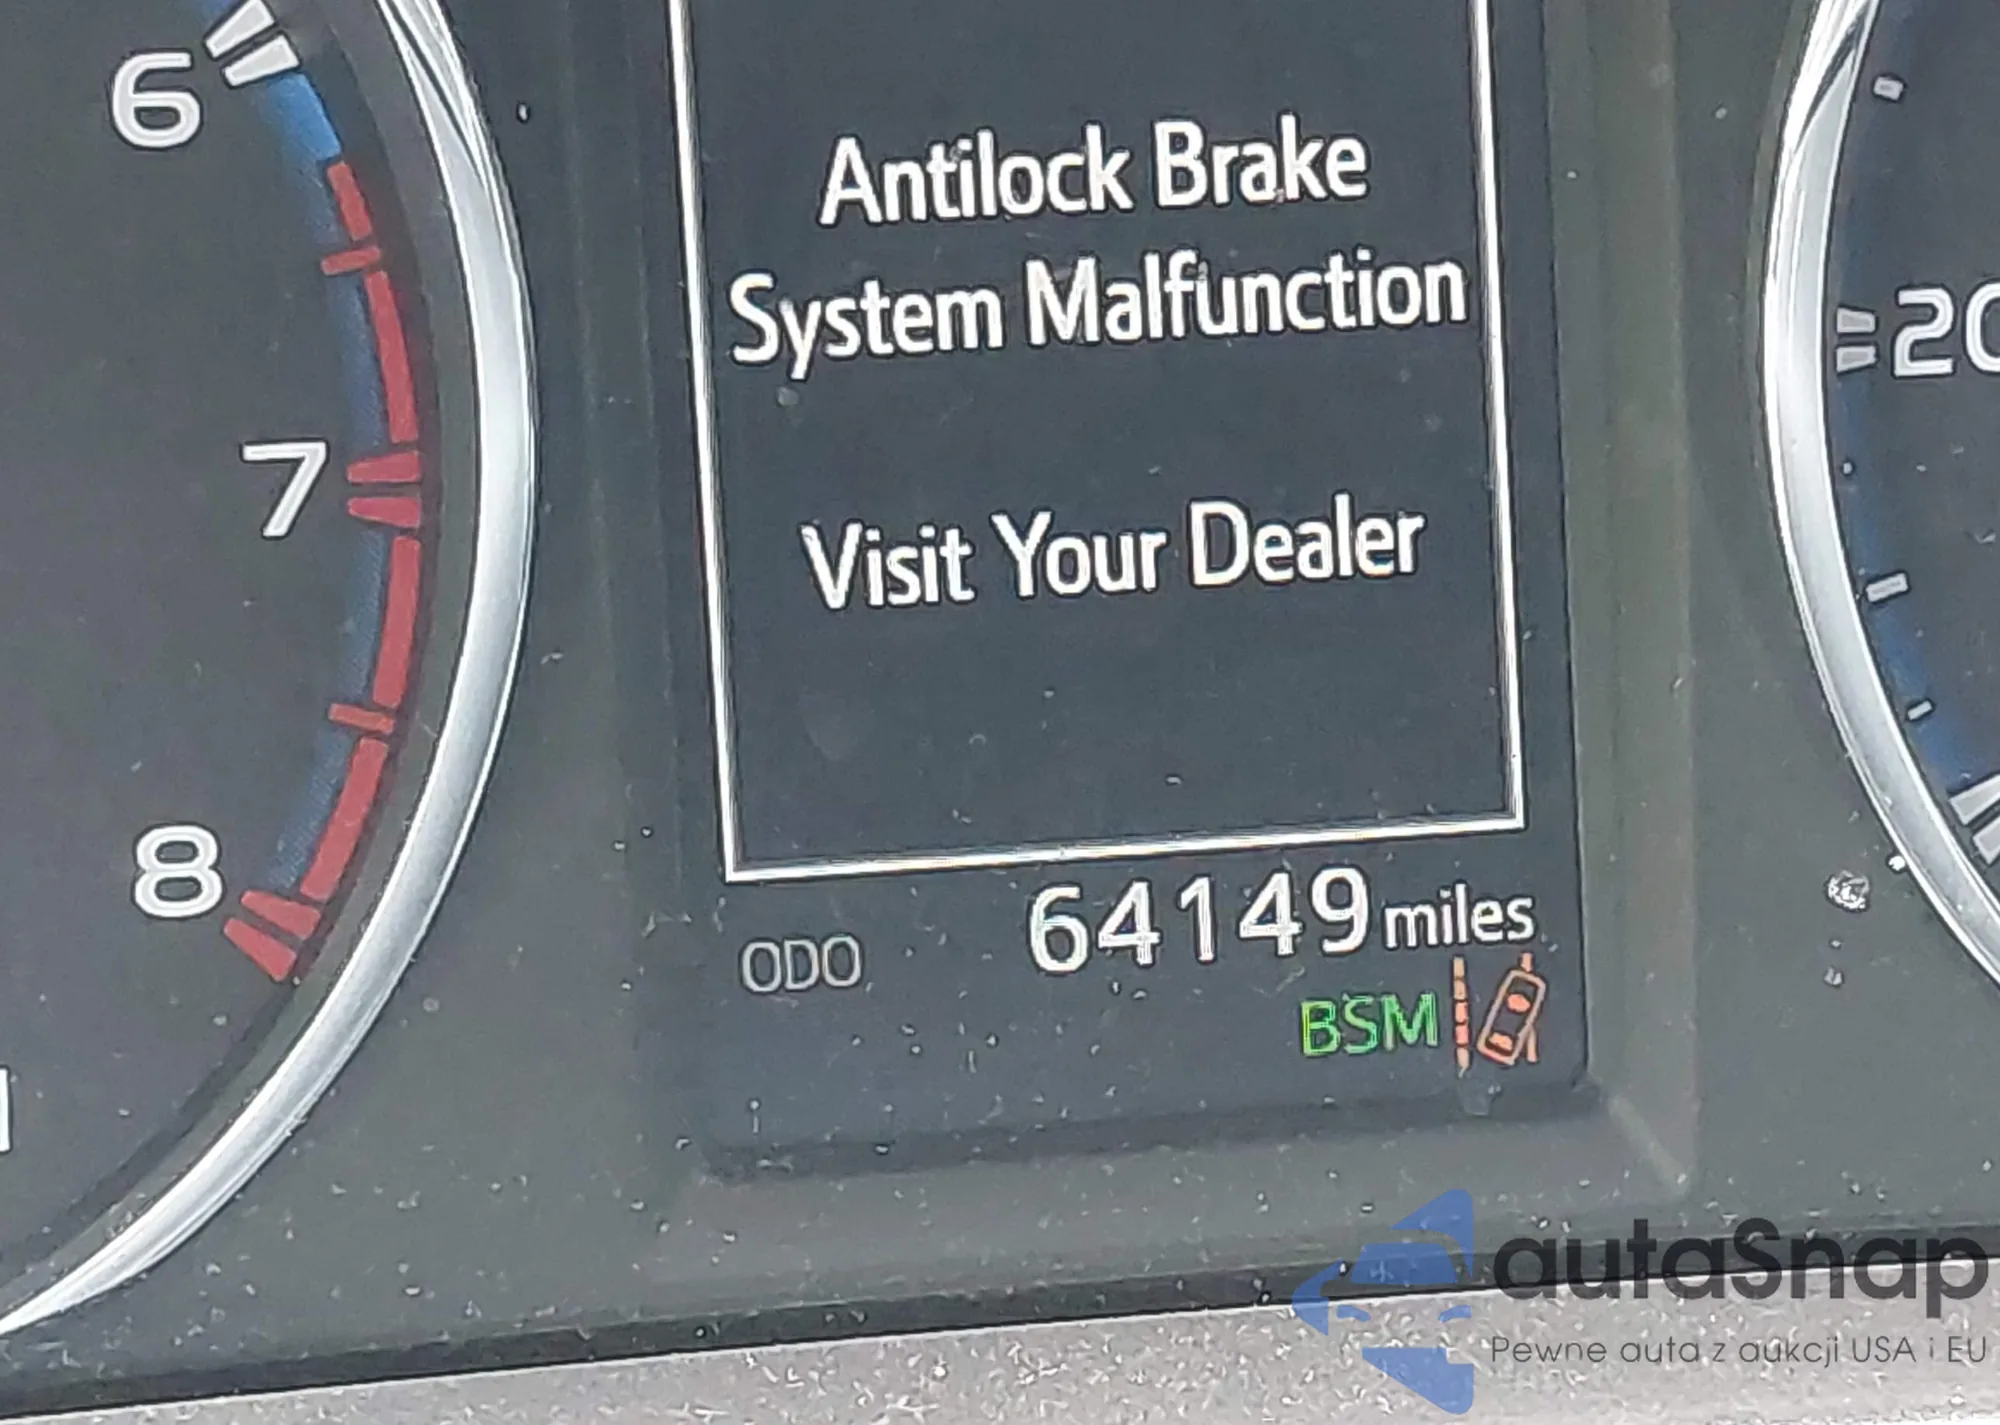 6
7
8
Antilock Brake
System Malfunction
Visit Your Dealer
20
ODO 64149 miles
BSM
autaSnap
Pewne auta z aukcji USA i EU